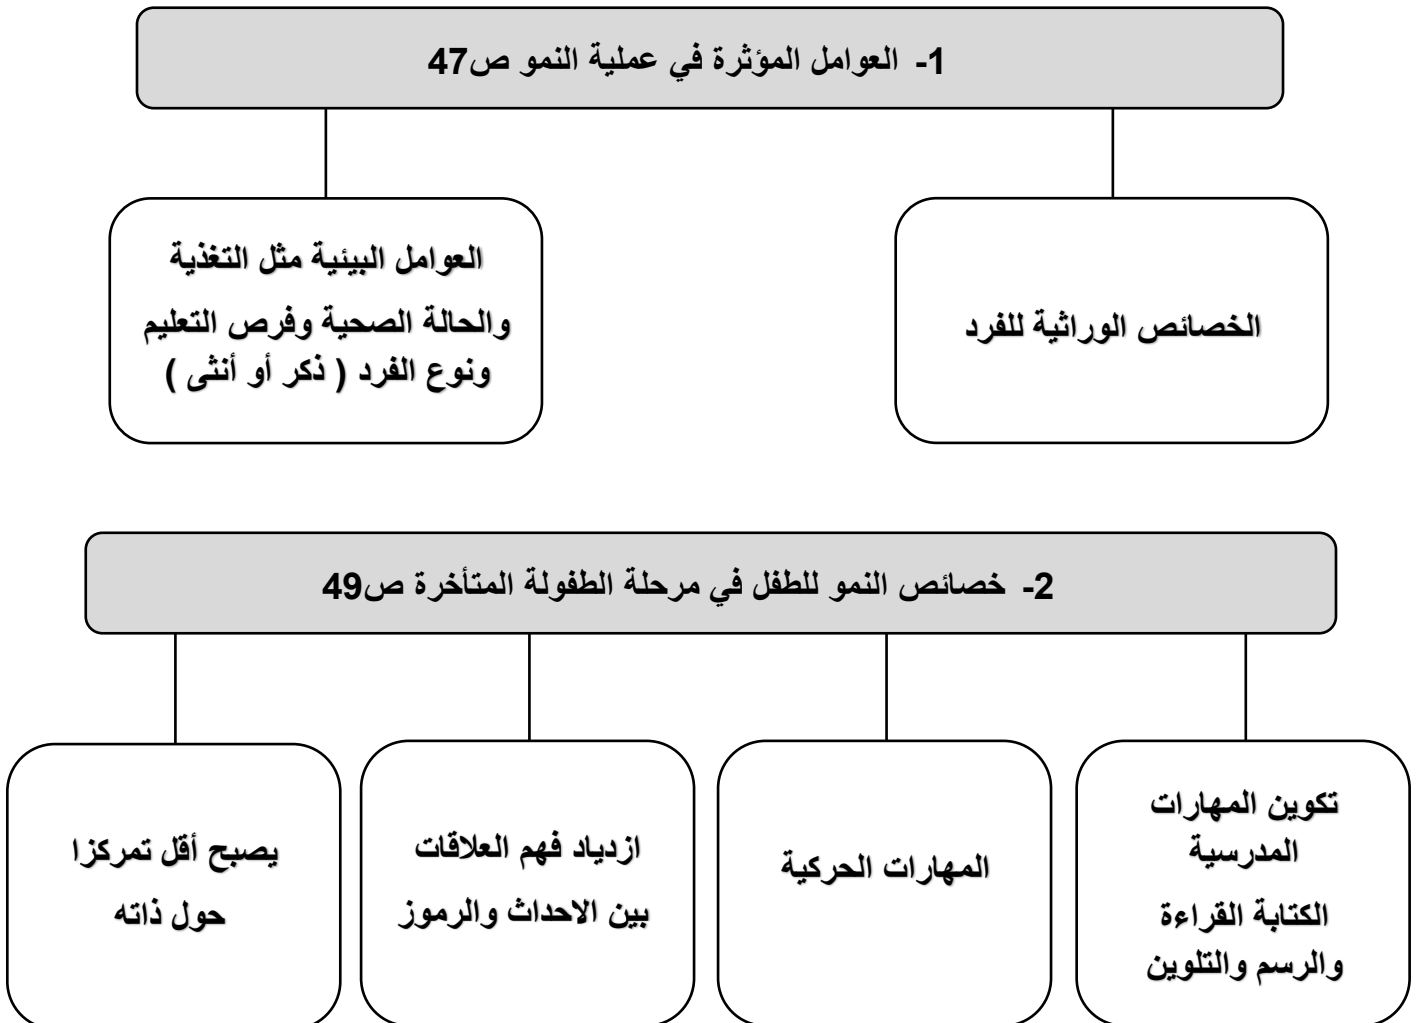 1- العوامل المؤثرة في عملية النمو ص47
الخصائص الوراثية للفرد
العوامل البيئية مثل التغذية
والحالة الصحية وفرص التعليم
ونوع الفرد ( ذكر أو أنثى )
2- خصائص النمو للطفل في مرحلة الطفولة المتأخرة ص49
تكوين المهارات
المدرسية
الكتابة القراءة
والرسم والتلوين
المهارات الحركية
ازدياد فهم العلاقات
بين الاحداث والرموز
يصبح أقل تمركزا
حول ذاته